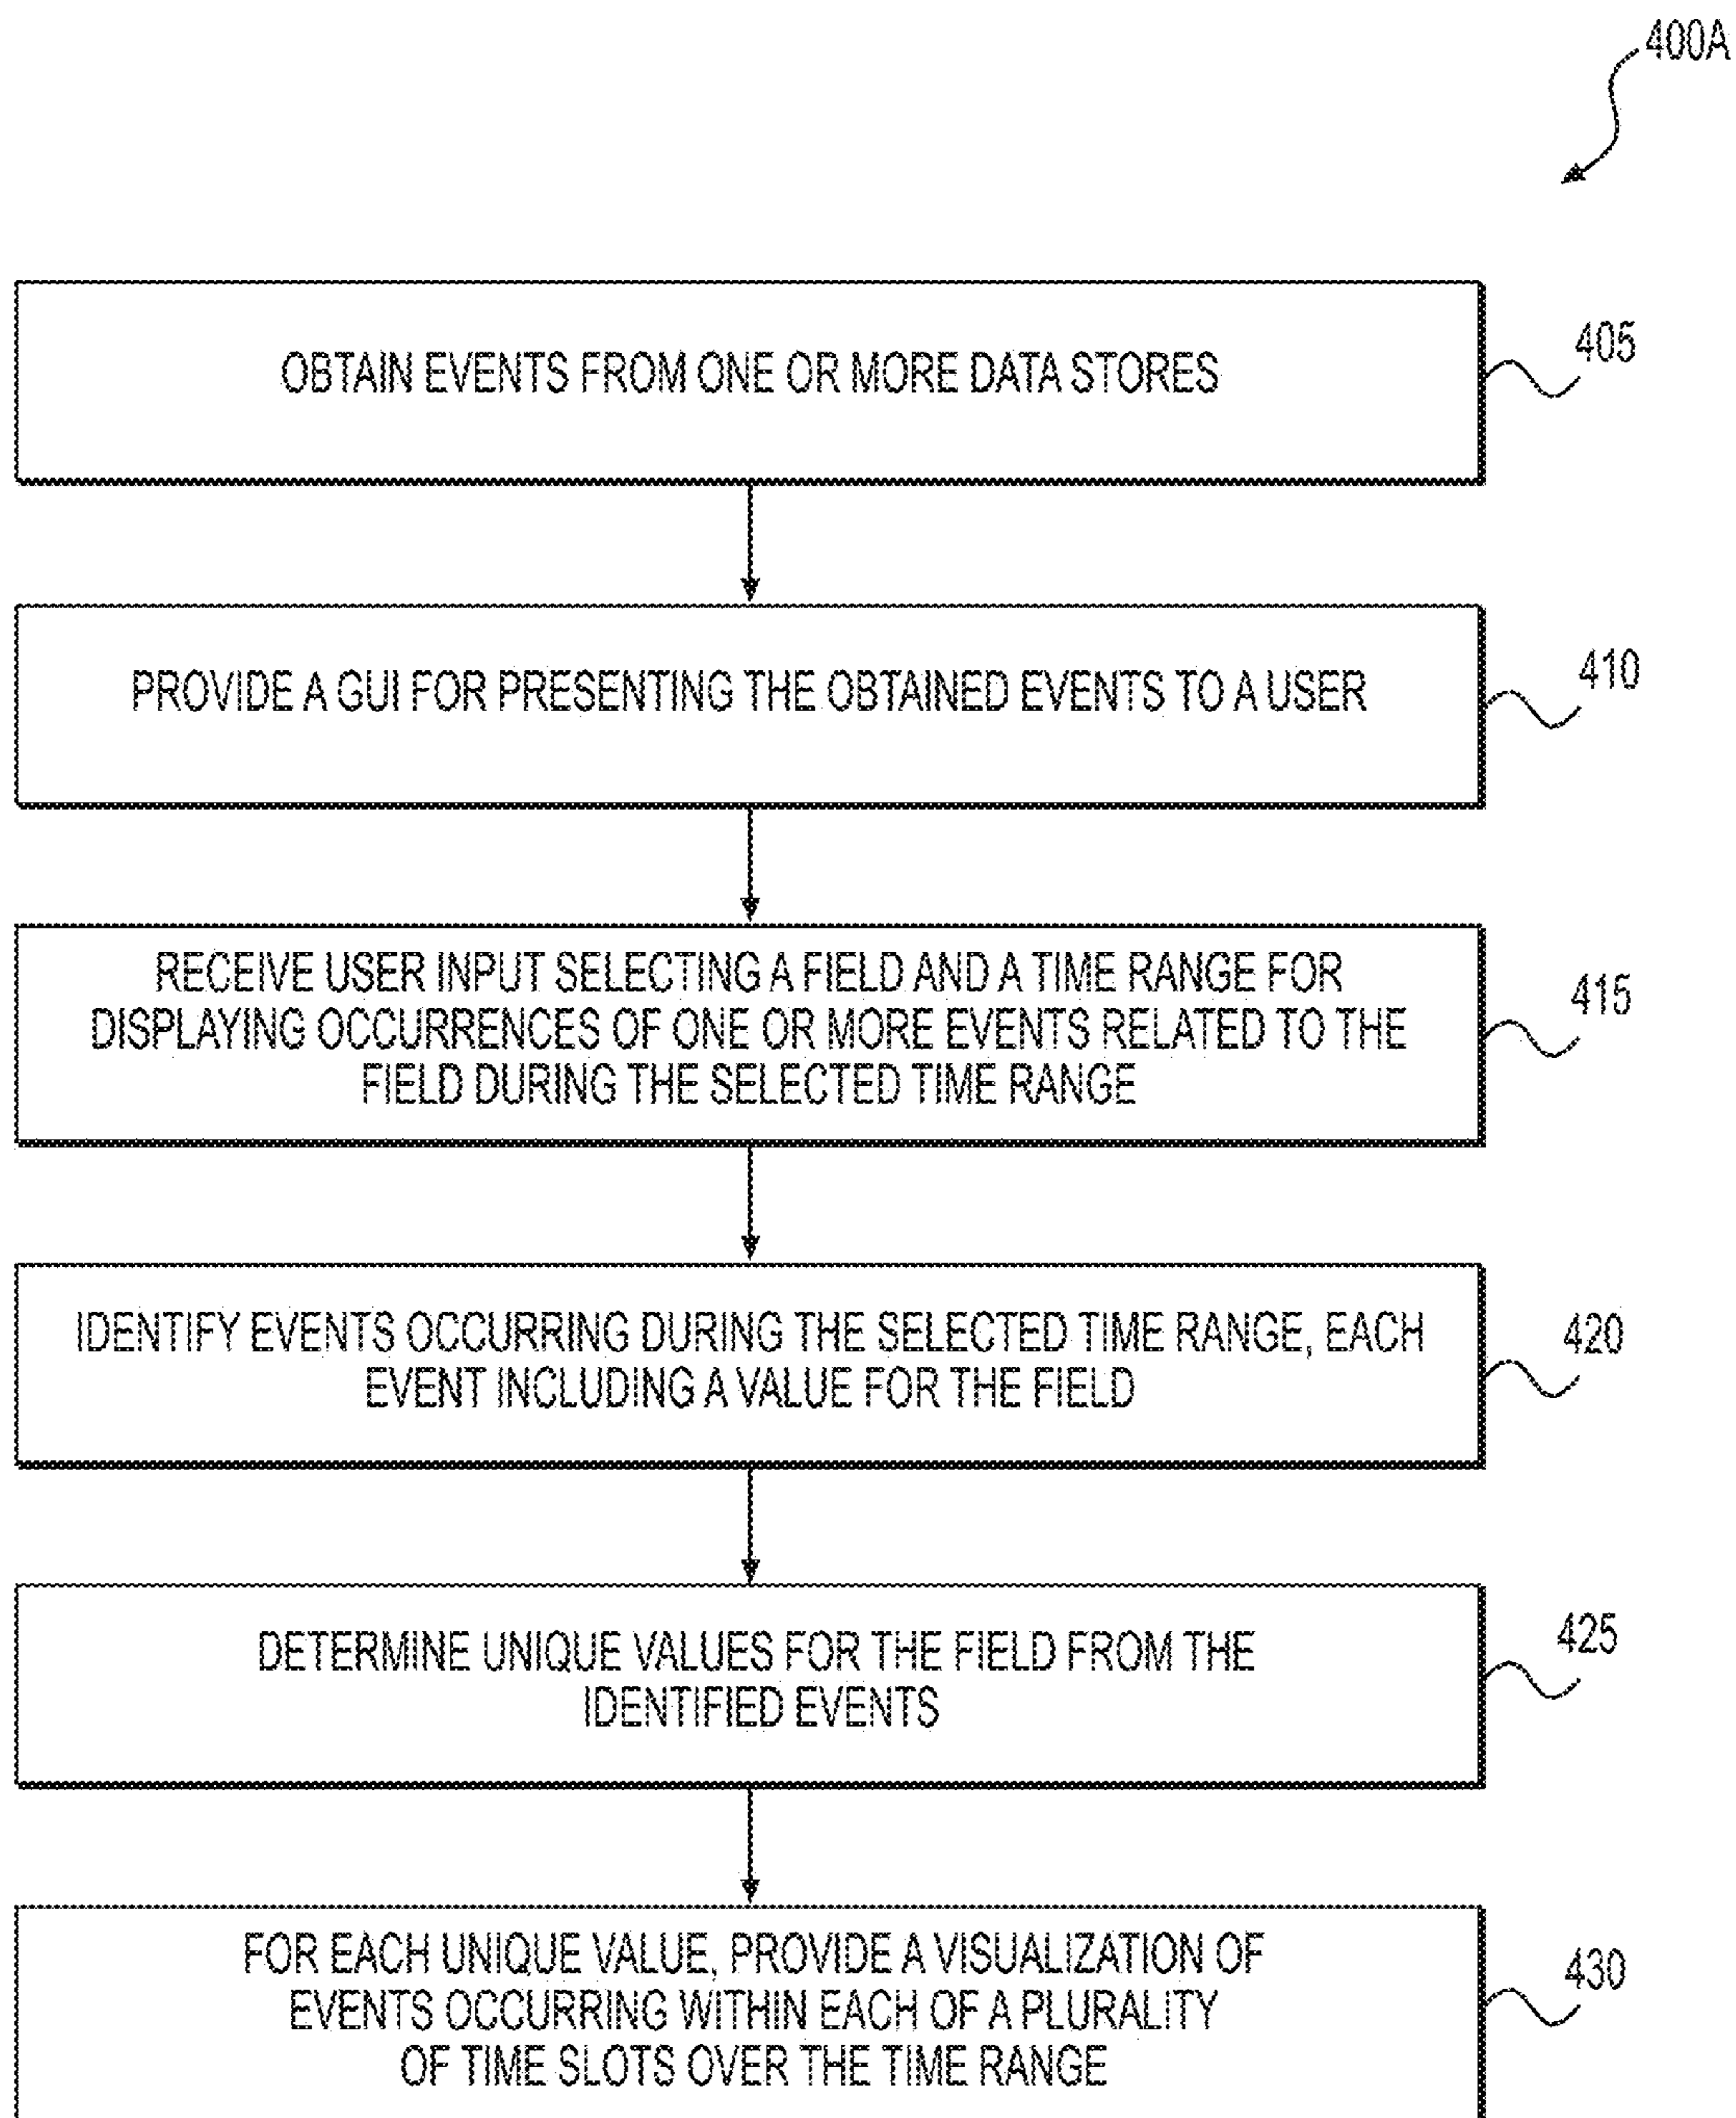 400A
OBTAIN EVENTS FROM ONE OR MORE DATA STORES
405
PROVIDE A GUI FOR PRESENTING THE OBTAINED EVENTS TO A USER
410
RECEIVE USER INPUT SELECTING A FIELD AND A TIME RANGE FOR
DISPLAYING OCCURRENCES OF ONE OR MORE EVENTS RELATED TO THE
FIELD DURING THE SELECTED TIME RANGE
415
IDENTIFY EVENTS OCCURRING DURING THE SELECTED TIME RANGE, EACH
EVENT INCLUDING A VALUE FOR THE FIELD
420
DETERMINE UNIQUE VALUES FOR THE FIELD FROM THE
IDENTIFIED EVENTS
425
FOR EACH UNIQUE VALUE, PROVIDE A VISUALIZATION OF
EVENTS OCCURRING WITHIN EACH OF A PLURALITY
OF TIME SLOTS OVER THE TIME RANGE
430